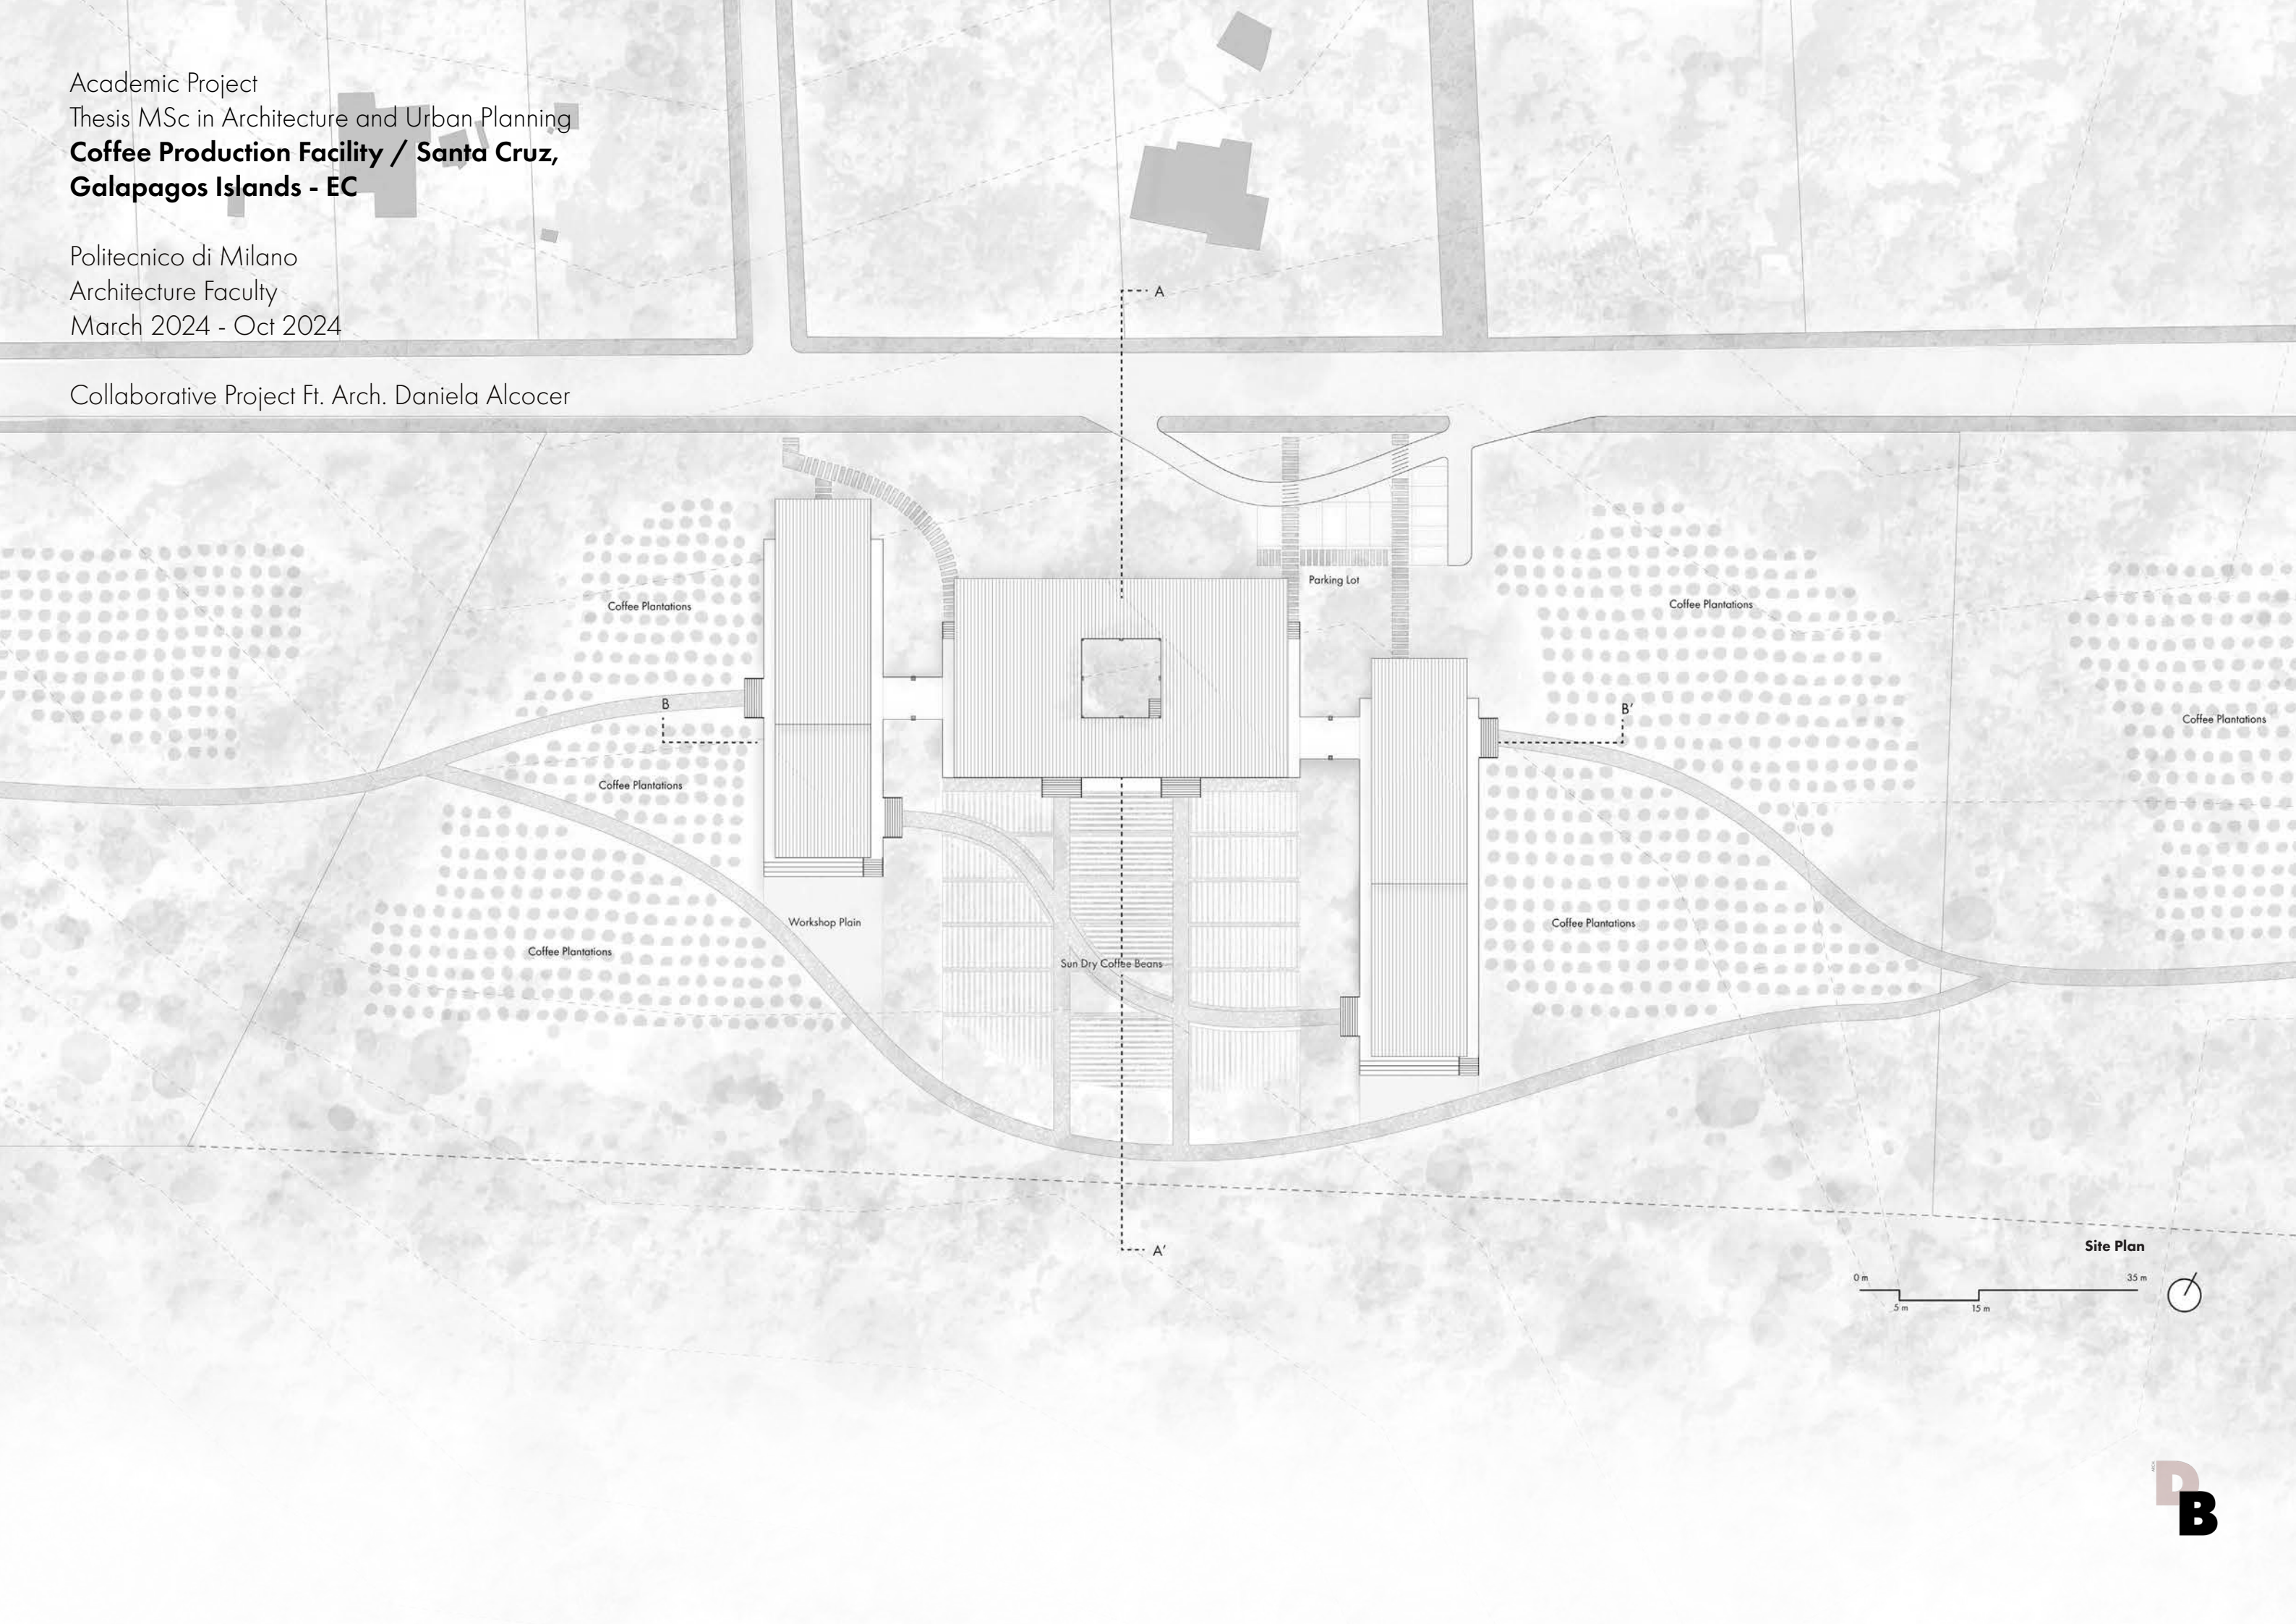 Academic Project
Thesis MSc in Architecture and Urban Planning
Coffee Production Facility / Santa Cruz,
Galapagos Islands - EC
Politecnico di Milano
Architecture Faculty
March 2024 - Oct 2024
Collaborative Project Ft. Arch. Daniela Alcocer
A
Parking Lot
Coffee Plantations
Coffee Plantations
B
B'
Coffee Plantations
Coffee Plantations
Workshop Plain
Coffee Plantations
Coffee Plantations
Sun Dry Coffee Beans
A'
Site Plan
0 m
35 m
5 m
15 m
D
B